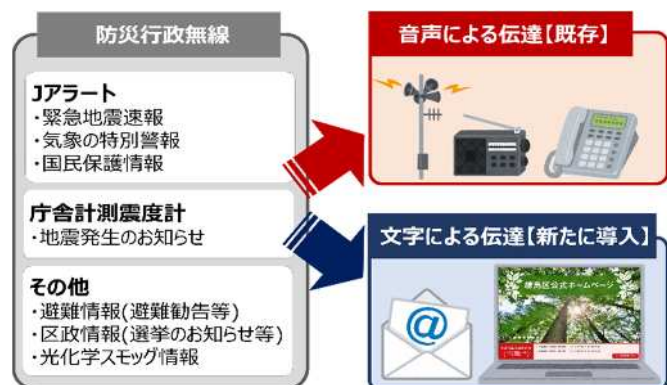 防災行政無線
Jアラート
・緊急地震速報
・気象の特別警報
・国民保護情報
庁舎計測震度計
・地震発生のお知らせ
その他
・避難情報(避難勧告等)
・区政情報(選挙のお知らせ等)
・光化学スモッグ情報
音声による伝達【既存】
文字による伝達【新たに導入】
@
練馬区公式ホームページ